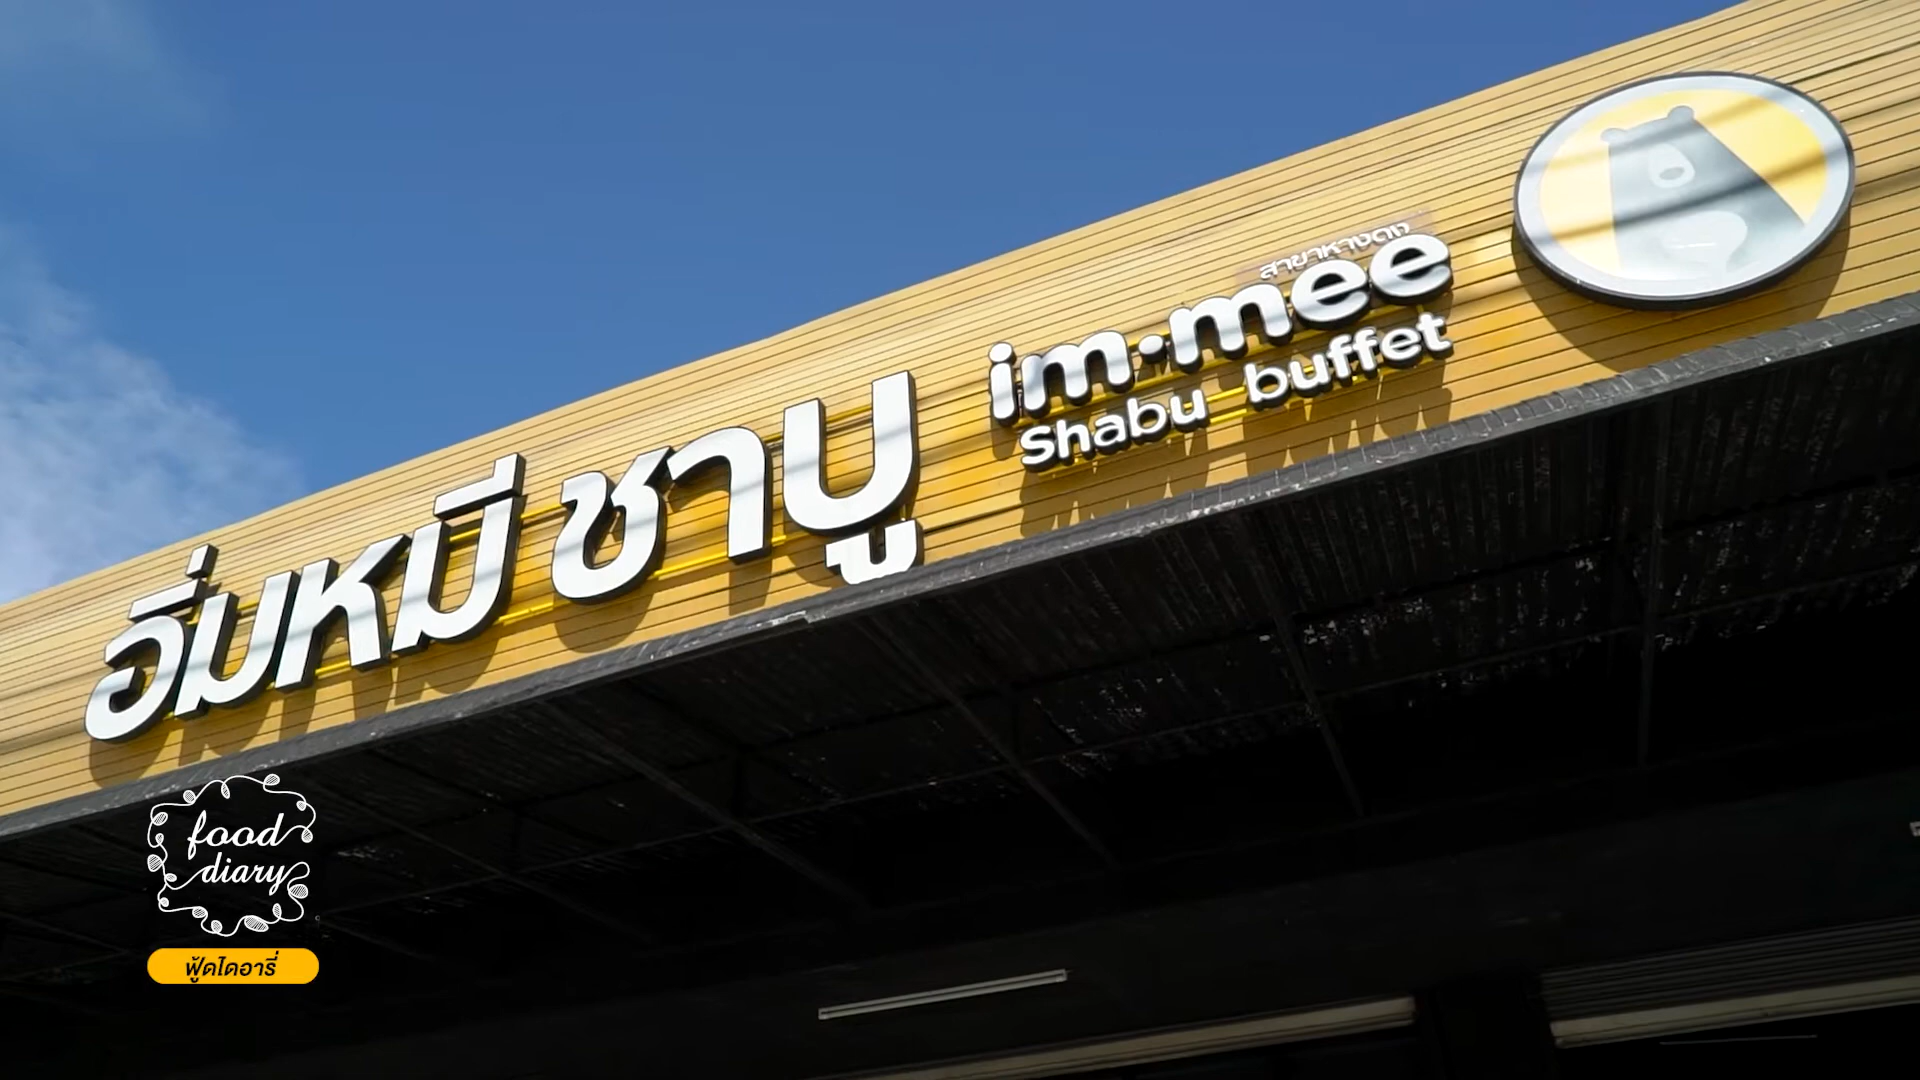 อิ่มหมี ชาบู
สาขาหางดง
im·mee
Shabu buffet
food
diary
ฟู้ดไดอารี่